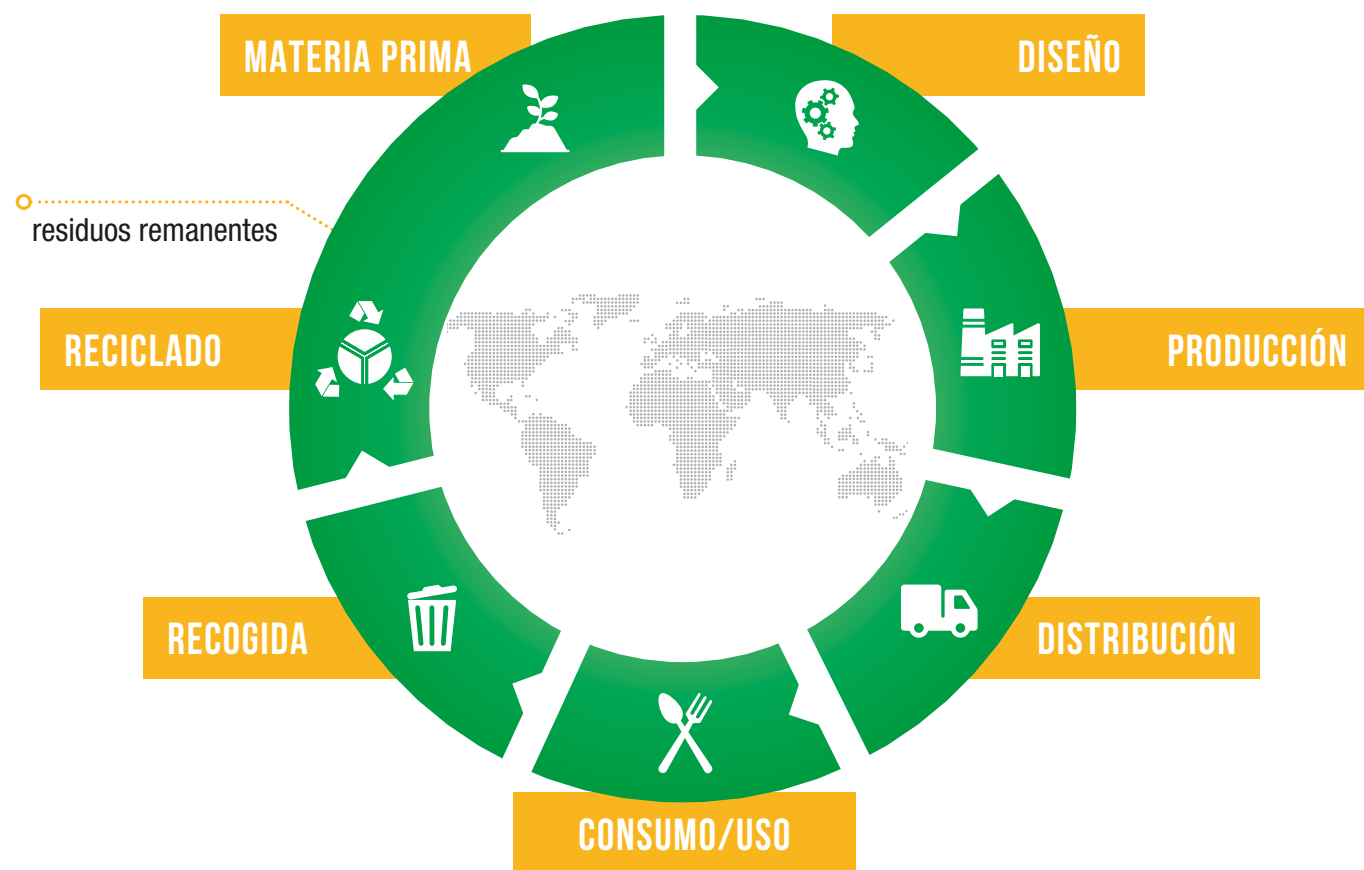 MATERIA PRIMA
DISEÑO
residuos remanentes
RECICLADO
PRODUCCIÓN
RECOGIDA
DISTRIBUCIÓN
CONSUMO/USO